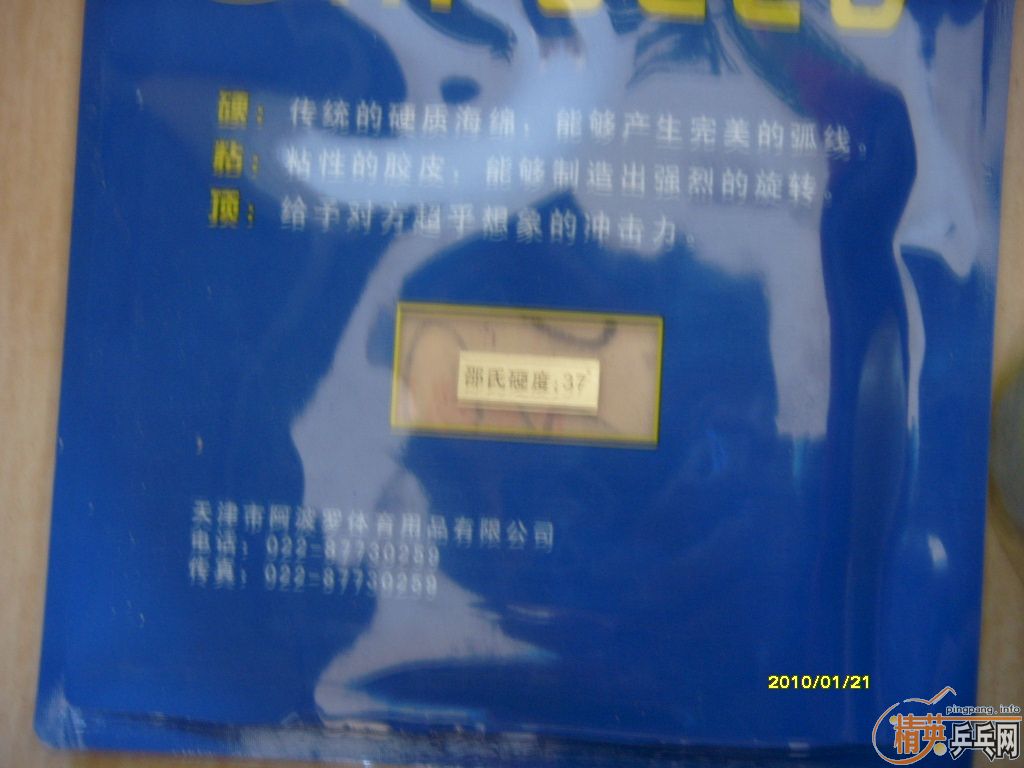 硬：传统的硬质海绵，能够产生完美的弧线。
粘：粘性的胶皮，能够制造出强烈的旋转。
顶：给予对方超乎想象的冲击力。
邵氏硬度:37°
天津市阿波罗体育用品有限公司
电话：022-87730259
传真：022-87730259
2010/01/21
pingpang.info
精英乒乓网